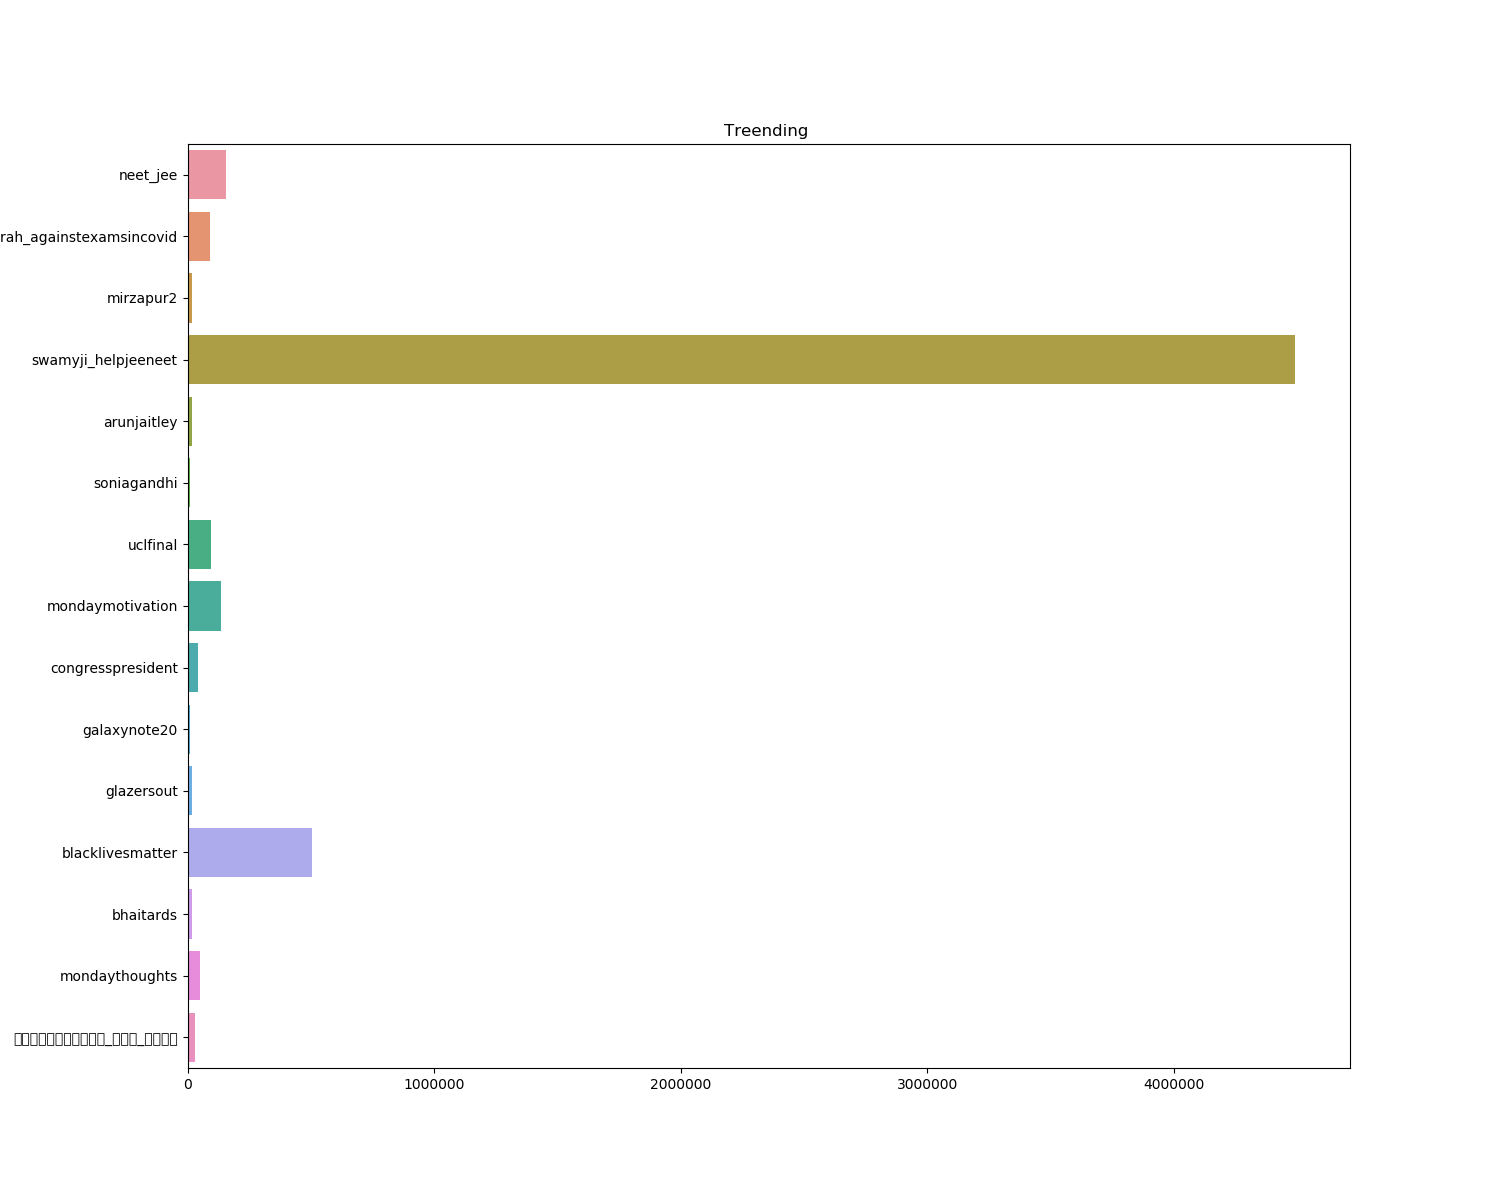 Treending
neet_jee
rah_againstexamsincovid
mirzapur2
swamyji_helpjeeneet
arunjaitley
soniagandhi
uclfinal
mondaymotivation
congresspresident
galaxynote20
glazersout
blacklivesmatter
bhaitards
mondaythoughts
0 1000000 2000000 3000000 4000000